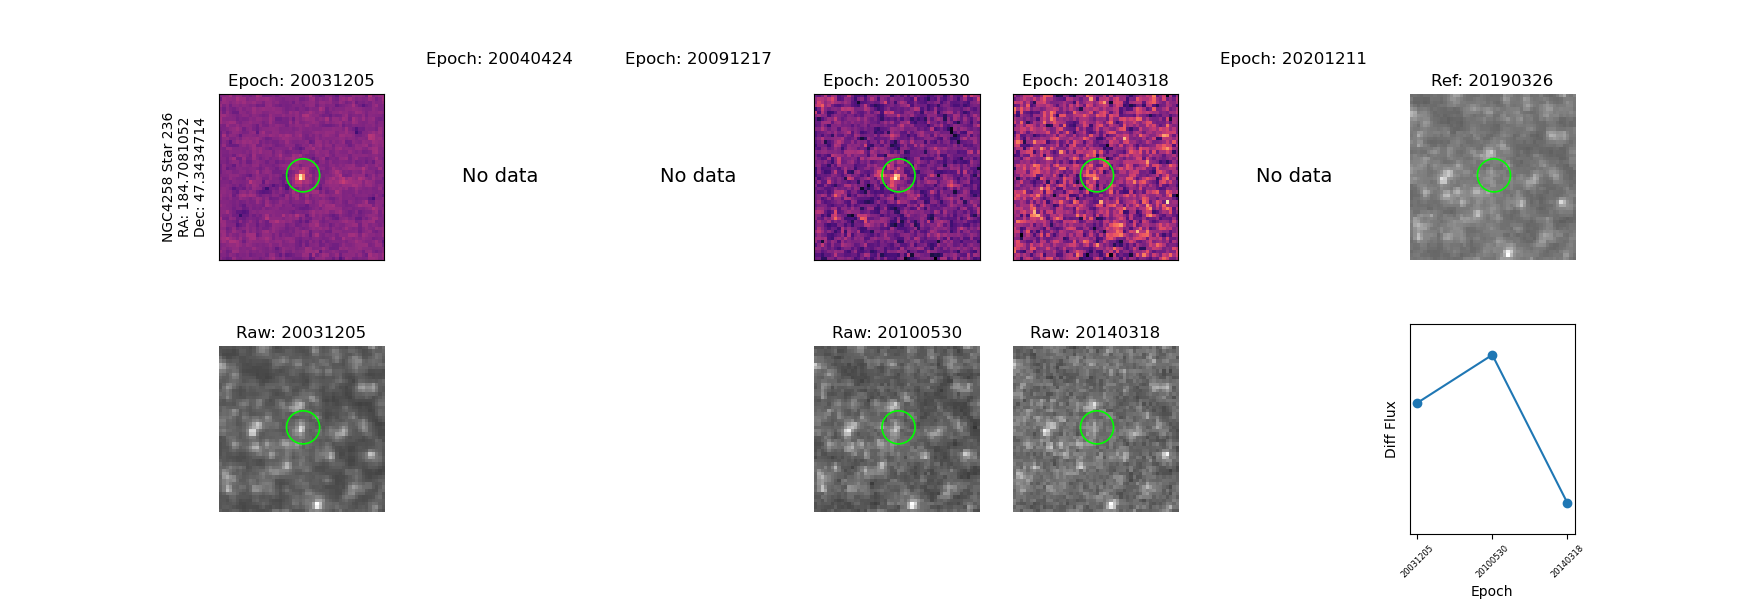 Epoch: 20040424
Epoch: 20091217
Epoch: 20201211
Epoch: 20031205
Epoch: 20100530
Epoch: 20140318
Ref: 20190326
NGC4258 Star 236
RA: 184.7081052
Dec: 47.3434714
No data
No data
No data
Raw: 20031205
Raw: 20100530
Raw: 20140318
Diff Flux
20031205
20100530
20140318
Epoch